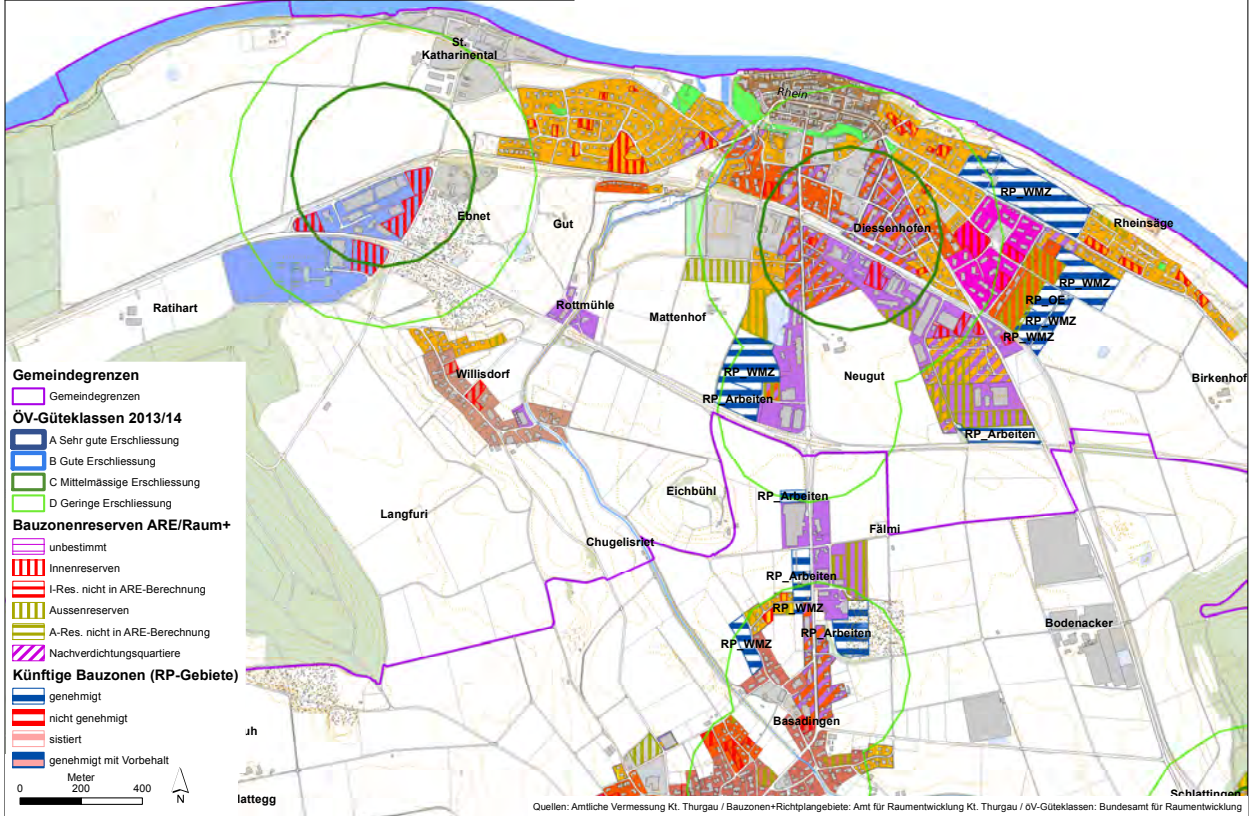 St.
Katharinental
Rhein
RP_WMZ
Rheinsäge
Ebnet
Gut
Diessenhofen
RP_WMZ
RP_OE
Ratihart
Rottmühle
Mattenhof
RP_WMZ
RP_WMZ
Willisdorf
RP_WMZ
Neugut
Birkenhof
RP_Arbeiten
RP_Arbeiten
Eichbühl
RP_Arbeiten
Langfuri
Fälmi
Chugelisriet
RP_Arbeiten
RP_WMZ
Bodenacker
RP_WMZ
RP_Arbeiten
Basadingen
uh
lattegg
Schlattingen
Gemeindegrenzen
Gemeindegrenzen
ÖV-Güteklassen 2013/14
A Sehr gute Erschliessung
B Gute Erschliessung
C Mittelmässige Erschliessung
D Geringe Erschliessung
Bauzonenreserven ARE/Raum+
unbestimmt
Innenreserven
I-Res. nicht in ARE-Berechnung
Aussenreserven
A-Res. nicht in ARE-Berechnung
Nachverdichtungsquartiere
Künftige Bauzonen (RP-Gebiete)
genehmigt
nicht genehmigt
sistiert
genehmigt mit Vorbehalt
Meter
0 200 400
N
Quellen: Amtliche Vermessung Kt. Thurgau / Bauzonen+Richtplangebiete: Amt für Raumentwicklung Kt. Thurgau / öV-Güteklassen: Bundesamt für Raumentwicklung